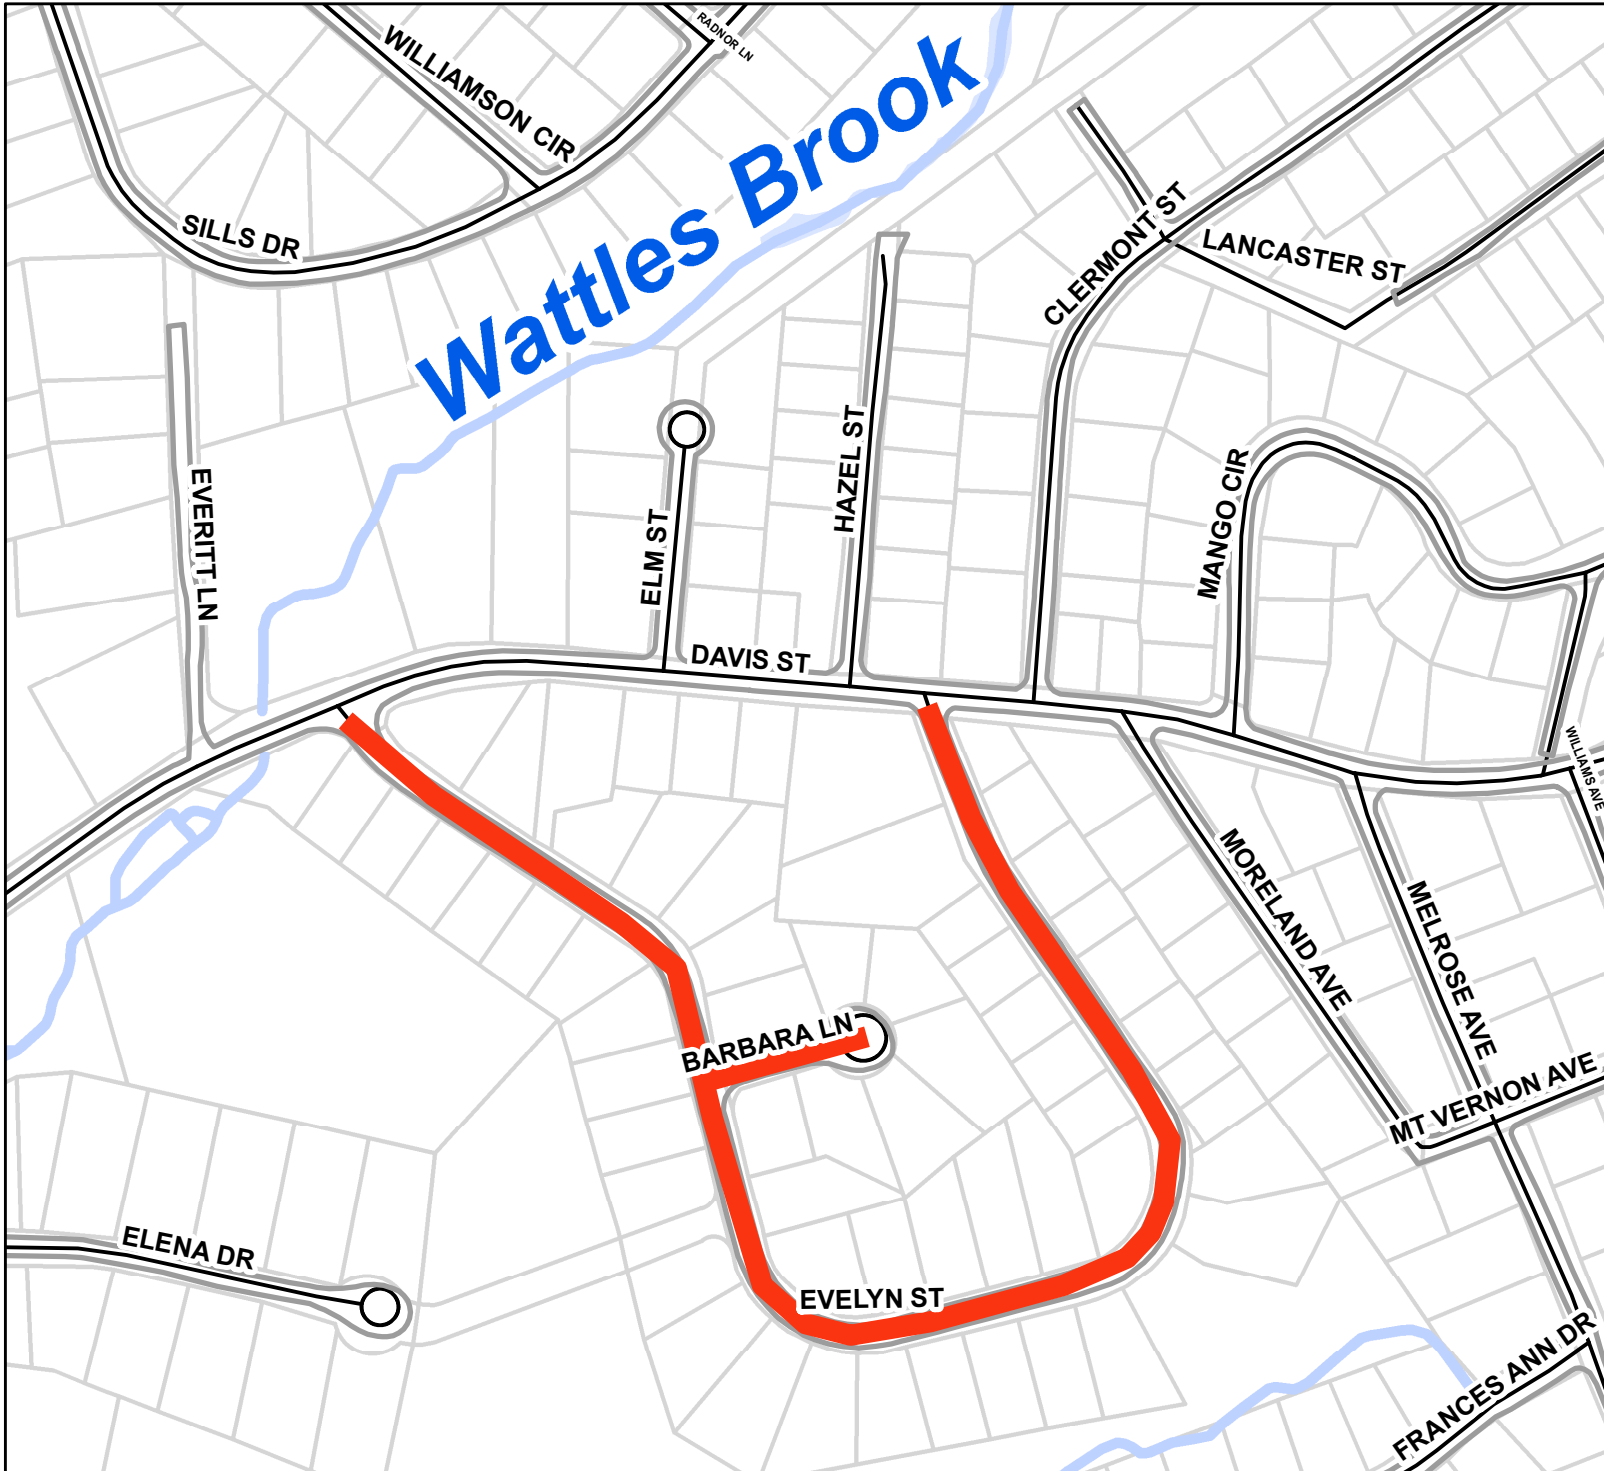 RADNOR LN
WILLIAMSON CIR
Wattles Brook
SILLS DR
CLERMONT ST
LANCASTER ST
EVERITT LN
ELM ST
HAZEL ST
MANGO CIR
DAVIS ST
WILLIAMS AVE
MORELAND AVE
MELROSE AVE
BARBARA LN
MT VERNON AVE
ELENA DR
EVELYN ST
FRANCES ANN DR